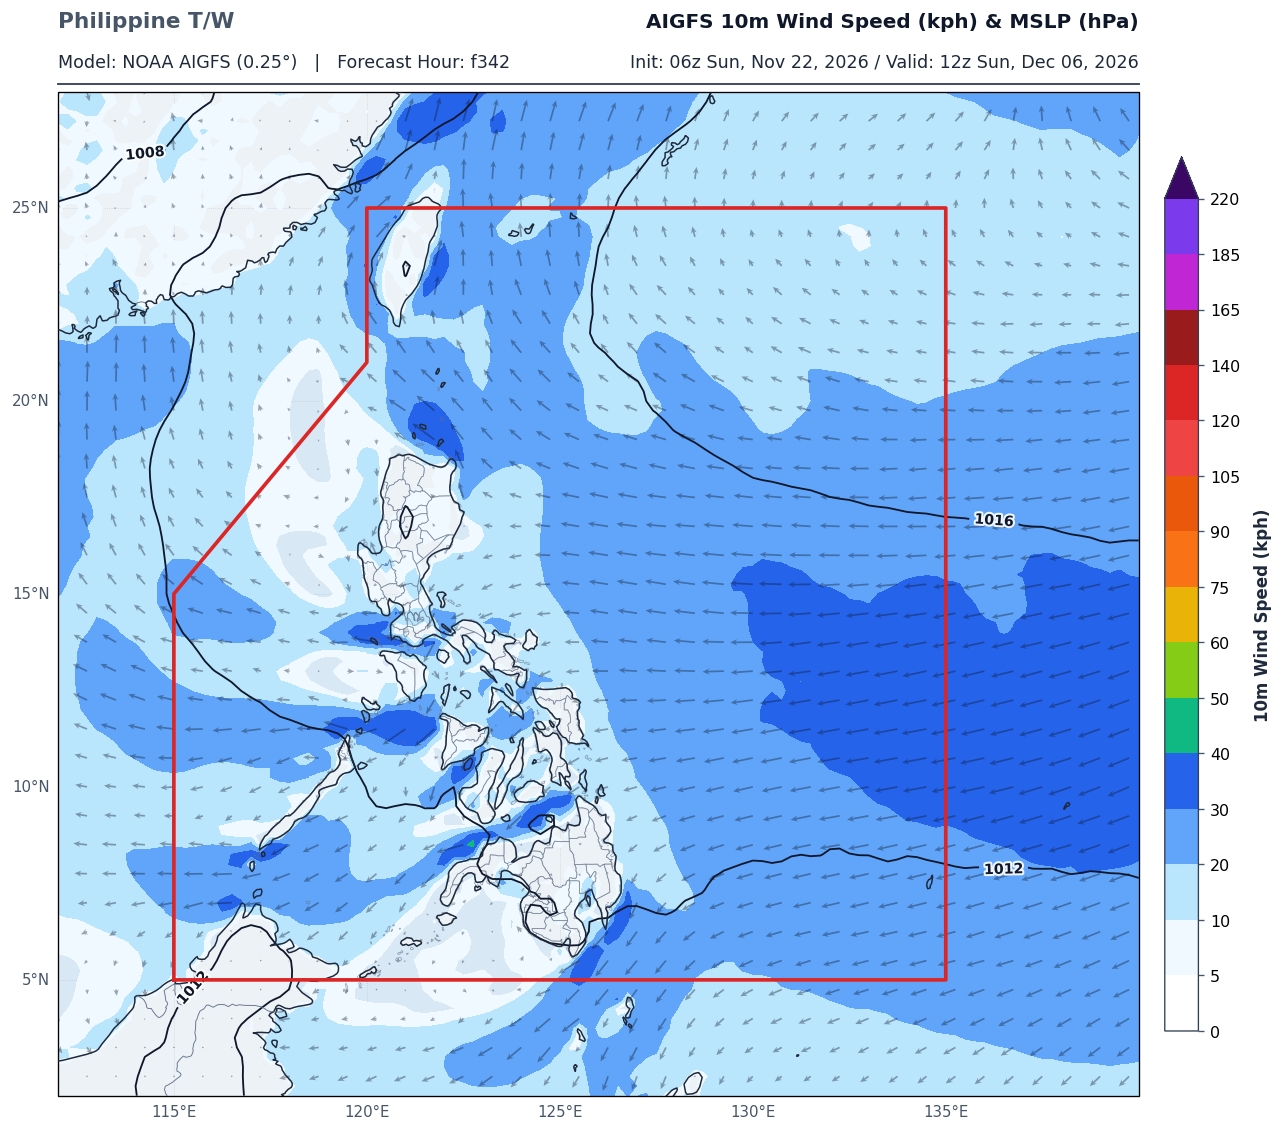 Philippine T/W
AIGFS 10m Wind Speed (kph) & MSLP (hPa)
Model: NOAA AIGFS (0.25°) | Forecast Hour: f342
Init: 06z Sun, Nov 22, 2026 / Valid: 12z Sun, Dec 06, 2026
1008
1016
1012
1012
25°N
20°N
15°N
10°N
5°N
115°E
120°E
125°E
130°E
135°E
220
185
165
140
120
105
90
75
60
50
40
30
20
10
5
0
10m Wind Speed (kph)